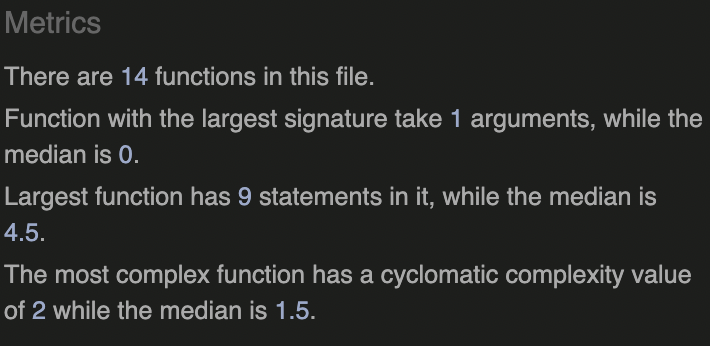 Metrics
There are 14 functions in this file.
Function with the largest signature take 1 arguments, while the
median is 0.
Largest function has 9 statements in it, while the median is
4.5.
The most complex function has a cyclomatic complexity value
of 2 while the median is 1.5.